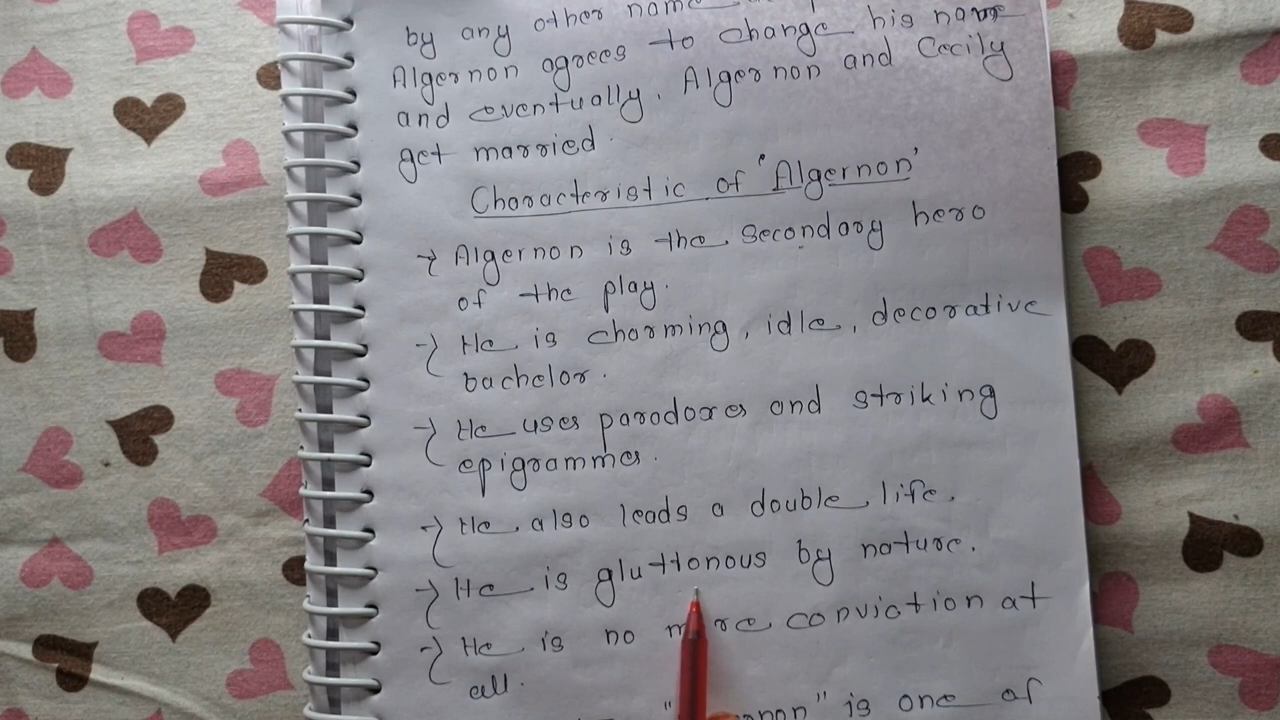 by any other name
Algernon agrees to change his name
and eventually. Algernon and Cecily
get married.
Characteristic of 'Algernon'
→ Algernon is the secondary hero
of the play.
→ He is charming, idle, decorative
bachelor.
→ He uses paradoxes and striking
epigrammes.
→ He also leads a double life.
→ He is gluttonous by nature.
→ He is no more conviction at
all.
is one of